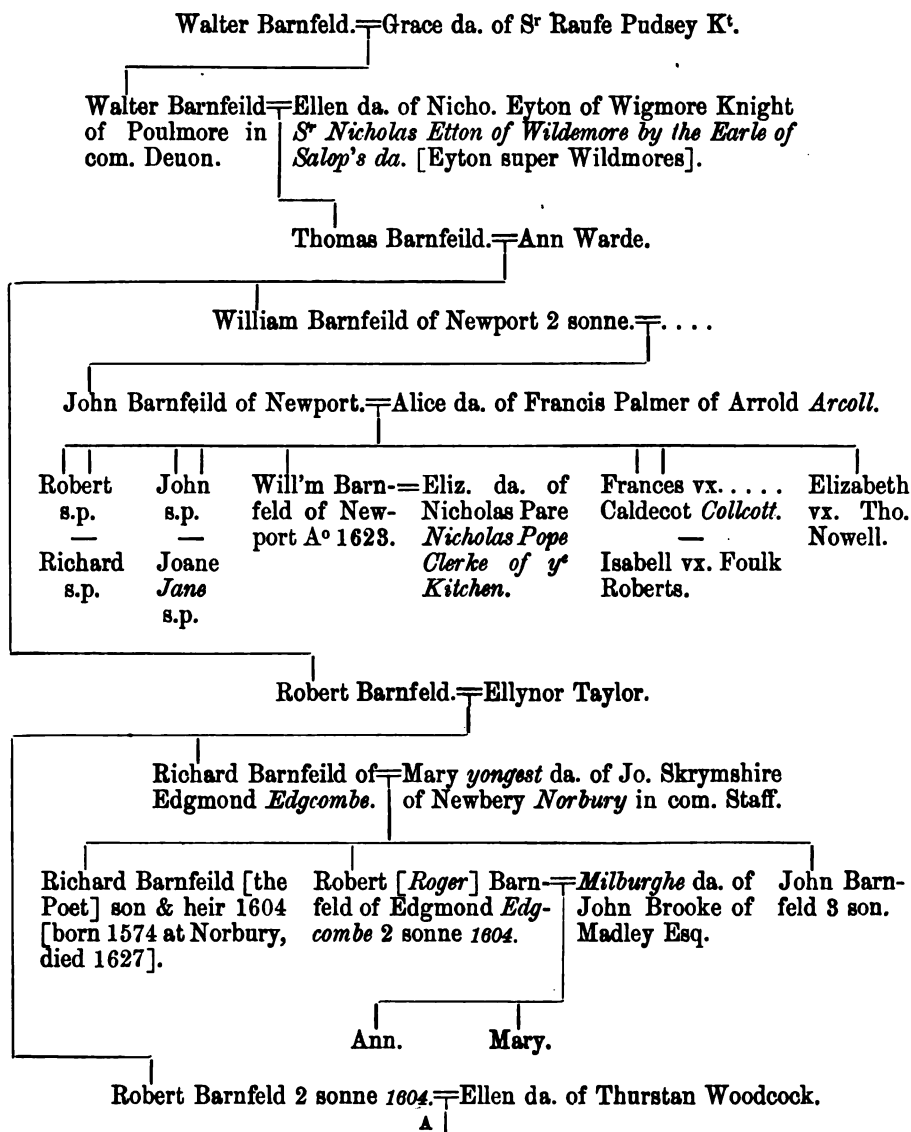 Walter Barnfeld.=Grace da. of Sʳ Raufe Pudsey Kᵗ.
Walter Barnfeild=Ellen da. of Nicho. Eyton of Wigmore Knight
of Poulmore in Sʳ Nicholas Etton of Wildemore by the Earle of
com. Deuon. Salop's da. [Eyton super Wildmores].
Thomas Barnfeild.=Ann Warde.
William Barnfeild of Newport 2 sonne.=. . . .
John Barnfeild of Newport.=Alice da. of Francis Palmer of Arrold Arcoll.
Robert
s.p.
—
Richard
s.p.
John
s.p.
—
Joane
Jane
s.p.
Will'm Barn-
feld of New-
port Aº 1623.
=Eliz. da. of
Nicholas Pare
Nicholas Pope
Clerke of yᵉ
Kitchen.
Frances vx. . . . . .
Caldecot Collcott.
—
Isabell vx. Foulk
Roberts.
Elizabeth
vx. Tho.
Nowell.
Robert Barnfeld.=Ellynor Taylor.
Richard Barnfeild of=Mary yongest da. of Jo. Skrymshire
Edgmond Edgcombe. of Newbery Norbury in com. Staff.
Richard Barnfeild [the
Poet] son & heir 1604
[born 1574 at Norbury,
died 1627].
Robert [Roger] Barn-
feld of Edgmond Edg-
combe 2 sonne 1604.
=Milburghe da. of
John Brooke of
Madley Esq.
John Barn-
feld 3 son.
Ann. Mary.
Robert Barnfeld 2 sonne 1604.=Ellen da. of Thurstan Woodcock.
A